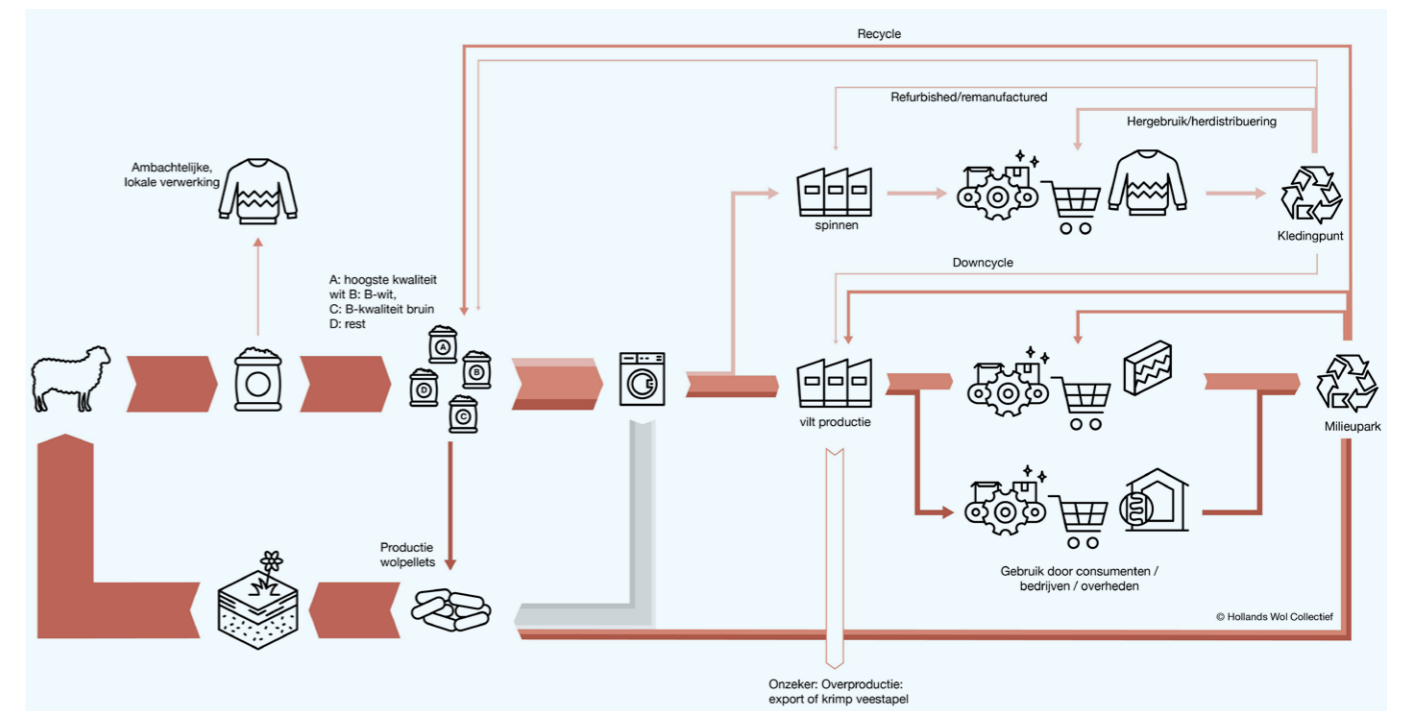 Recycle
Refurbished/remanufactured
Hergebruik/herdistribuering
Ambachtelijke,
lokale verwerking
spinnen
Kledingpunt
Downcycle
A: hoogste kwaliteit
wit B: B-wit,
C: B-kwaliteit bruin
D: rest
A
B
D
C
vilt productie
Milieupark
Productie
wolpellets
Gebruik door consumenten /
bedrijven / overheden
© Hollands Wol Collectief
Onzeker: Overproductie:
export of krimp veestapel